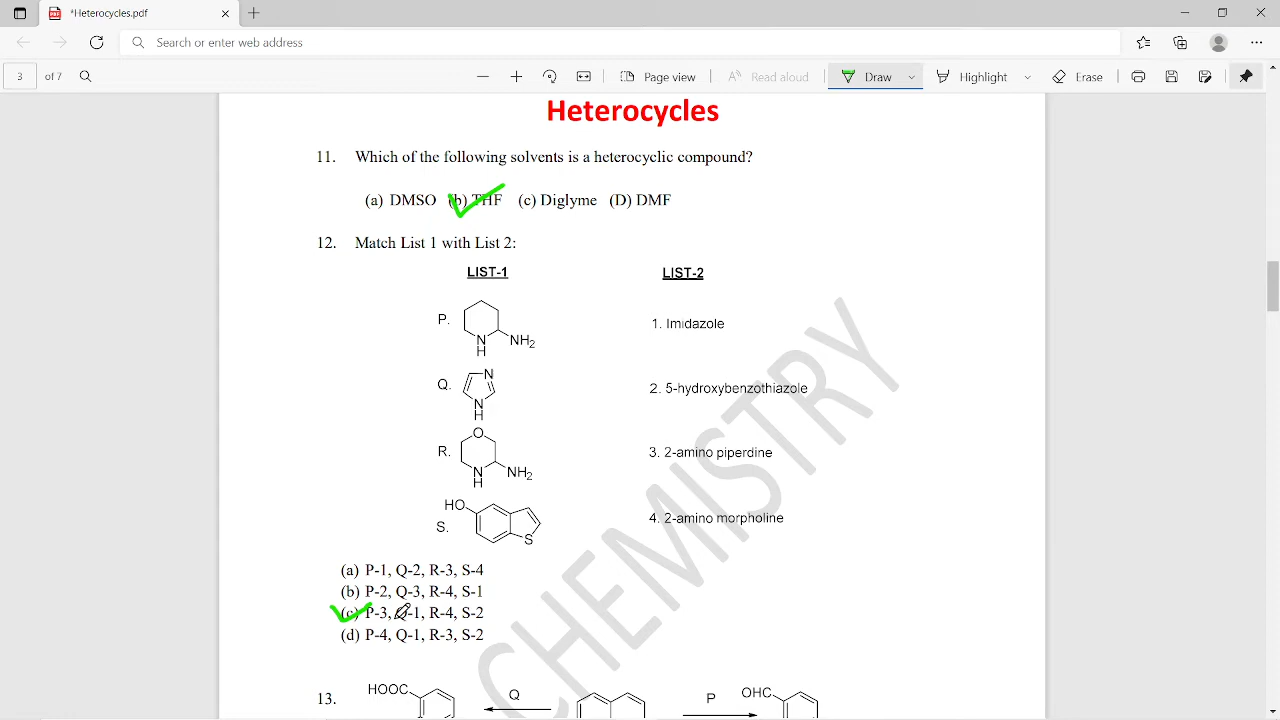 *Heterocycles.pdf
Search or enter web address
3 of 7 Page view Read aloud Draw Highlight Erase
Heterocycles
11. Which of the following solvents is a heterocyclic compound?
(a) DMSO (b) THF (c) Diglyme (D) DMF
12. Match List 1 with List 2:
LIST-1 LIST-2
P. N H NH2 1. Imidazole
Q. N N H 2. 5-hydroxybenzothiazole
R. O N H NH2 3. 2-amino piperdine
S. HO S 4. 2-amino morpholine
(a) P-1, Q-2, R-3, S-4
(b) P-2, Q-3, R-4, S-1
(c) P-3, Q-1, R-4, S-2
(d) P-4, Q-1, R-3, S-2
13. HOOC Q P OHC
CHEMISTRY